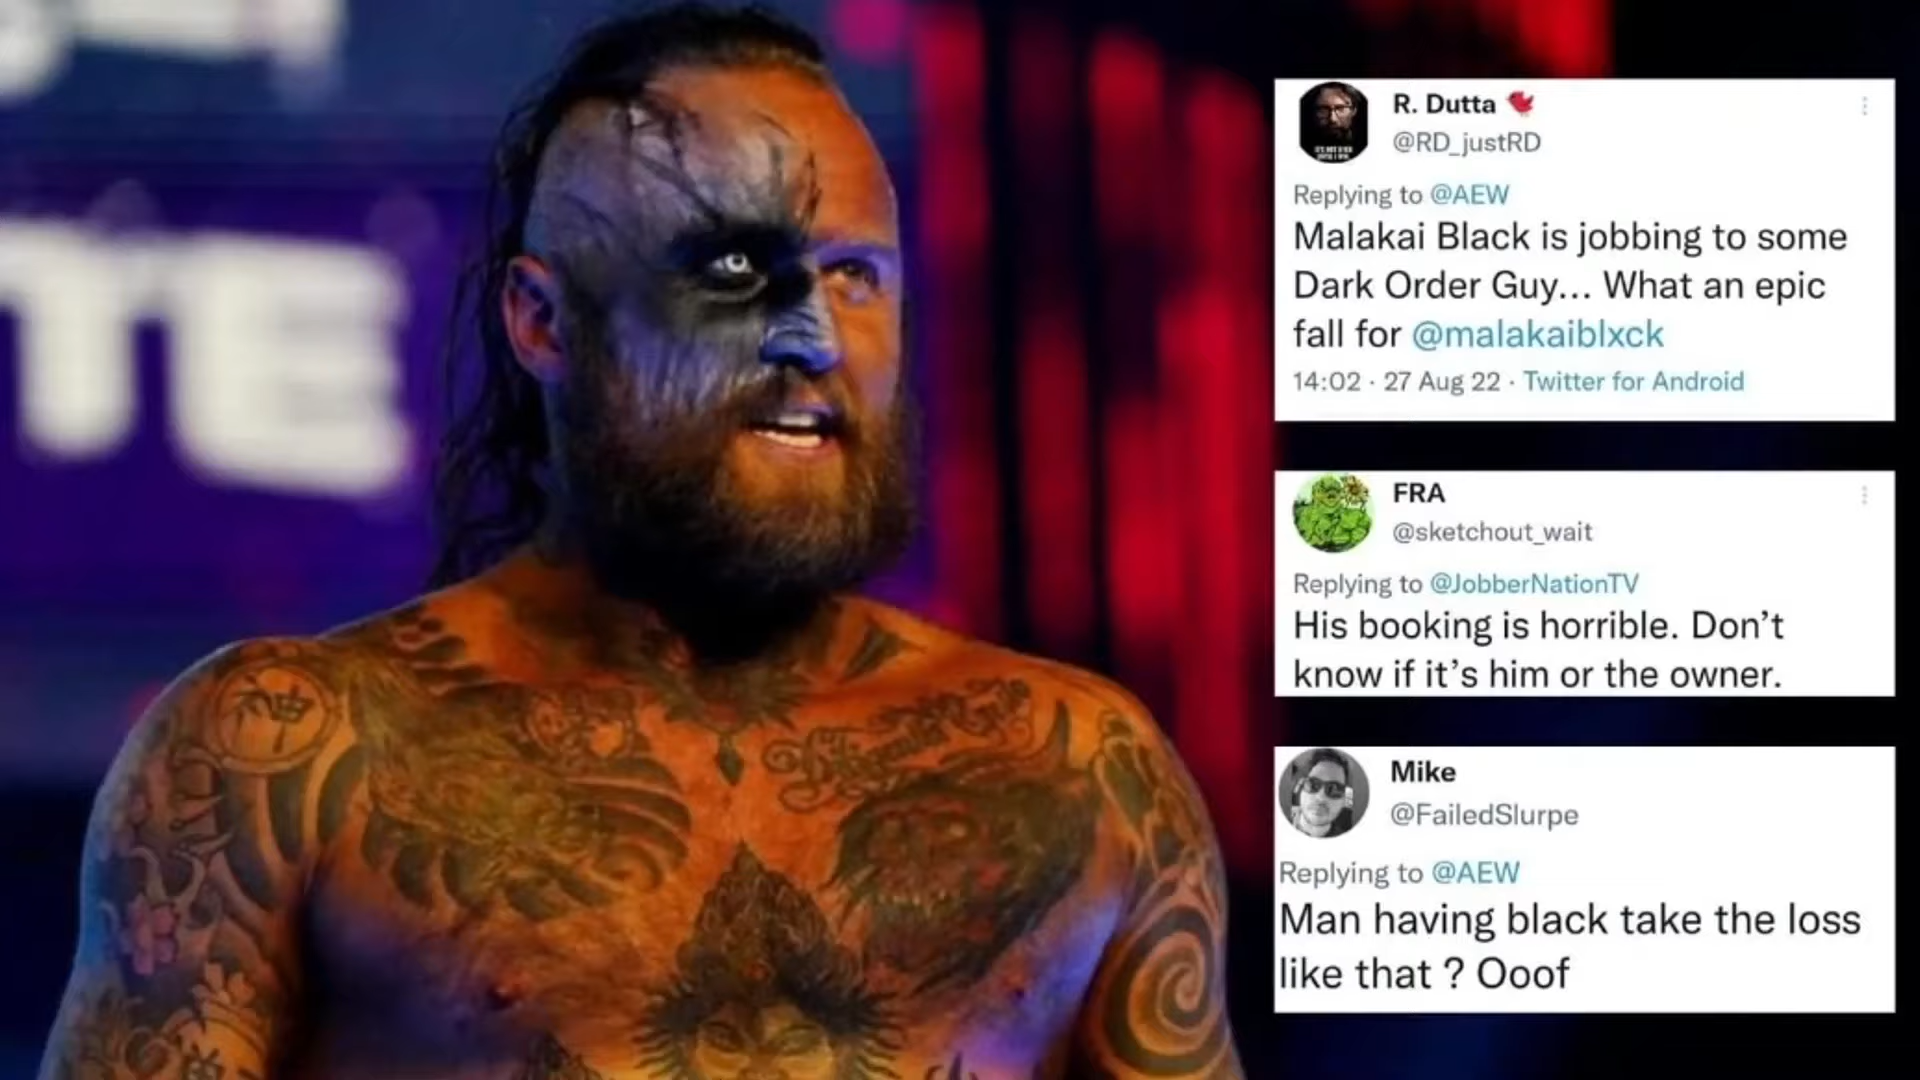 TE
神
R. Dutta
@RD_justRD
Replying to @AEW
Malakai Black is jobbing to some
Dark Order Guy... What an epic
fall for @malakaiblxck
14:02 · 27 Aug 22 · Twitter for Android
FRA
@sketchout_wait
Replying to @JobberNationTV
His booking is horrible. Don't
know if it's him or the owner.
Mike
@FailedSlurpe
Replying to @AEW
Man having black take the loss
like that ? Ooof